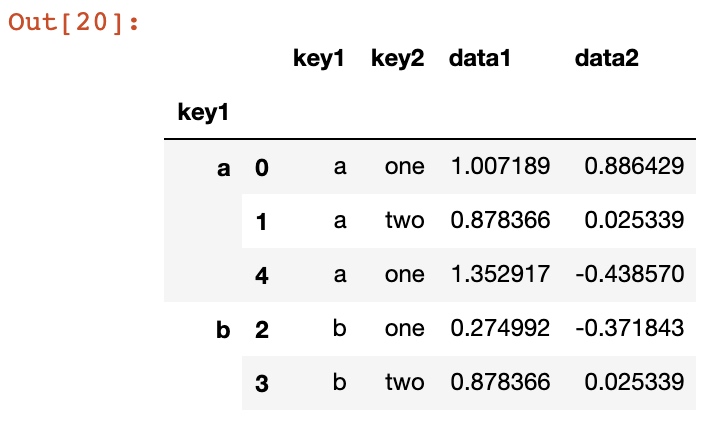 Out[20]:
key1 key2 data1 data2
key1
a 0 a one 1.007189 0.886429
1 a two 0.878366 0.025339
4 a one 1.352917 -0.438570
b 2 b one 0.274992 -0.371843
3 b two 0.878366 0.025339